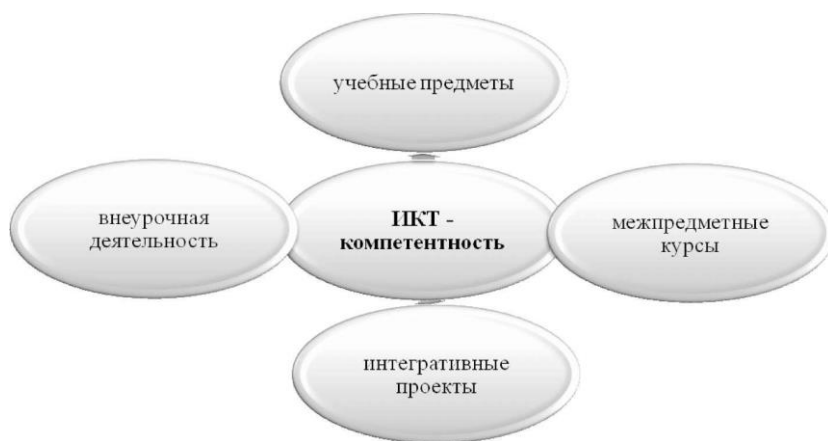 учебные предметы
внеурочная
деятельность
ИКТ -
компетентность
межпредметные
курсы
интегративные
проекты